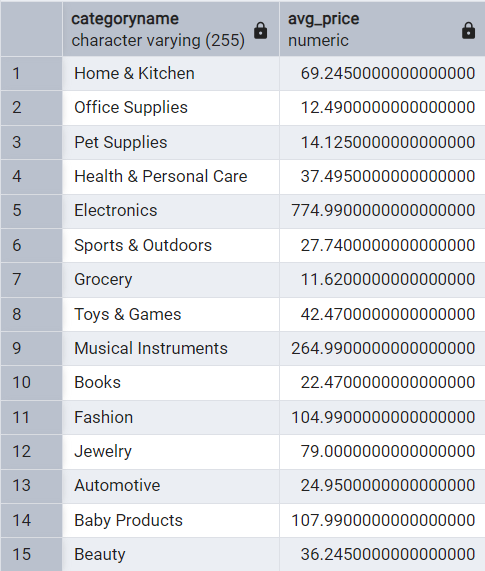 categoryname avg_price
character varying (255) numeric
1 Home & Kitchen 69.2450000000000000
2 Office Supplies 12.4900000000000000
3 Pet Supplies 14.1250000000000000
4 Health & Personal Care 37.4950000000000000
5 Electronics 774.9900000000000000
6 Sports & Outdoors 27.7400000000000000
7 Grocery 11.6200000000000000
8 Toys & Games 42.4700000000000000
9 Musical Instruments 264.9900000000000000
10 Books 22.4700000000000000
11 Fashion 104.9900000000000000
12 Jewelry 79.0000000000000000
13 Automotive 24.9500000000000000
14 Baby Products 107.9900000000000000
15 Beauty 36.2450000000000000